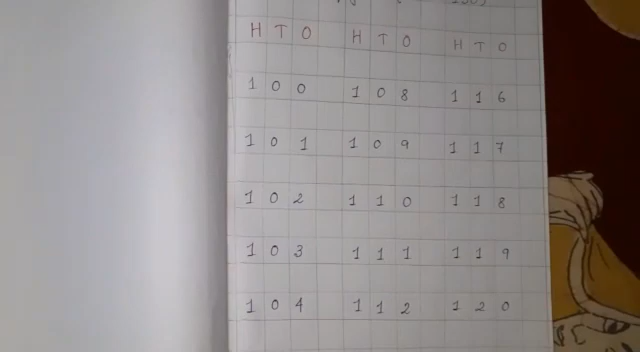 H T O H T O H T O
1 0 0 1 0 8 1 1 6
1 0 1 1 0 9 1 1 7
1 0 2 1 1 0 1 1 8
1 0 3 1 1 1 1 1 9
1 0 4 1 1 2 1 2 0